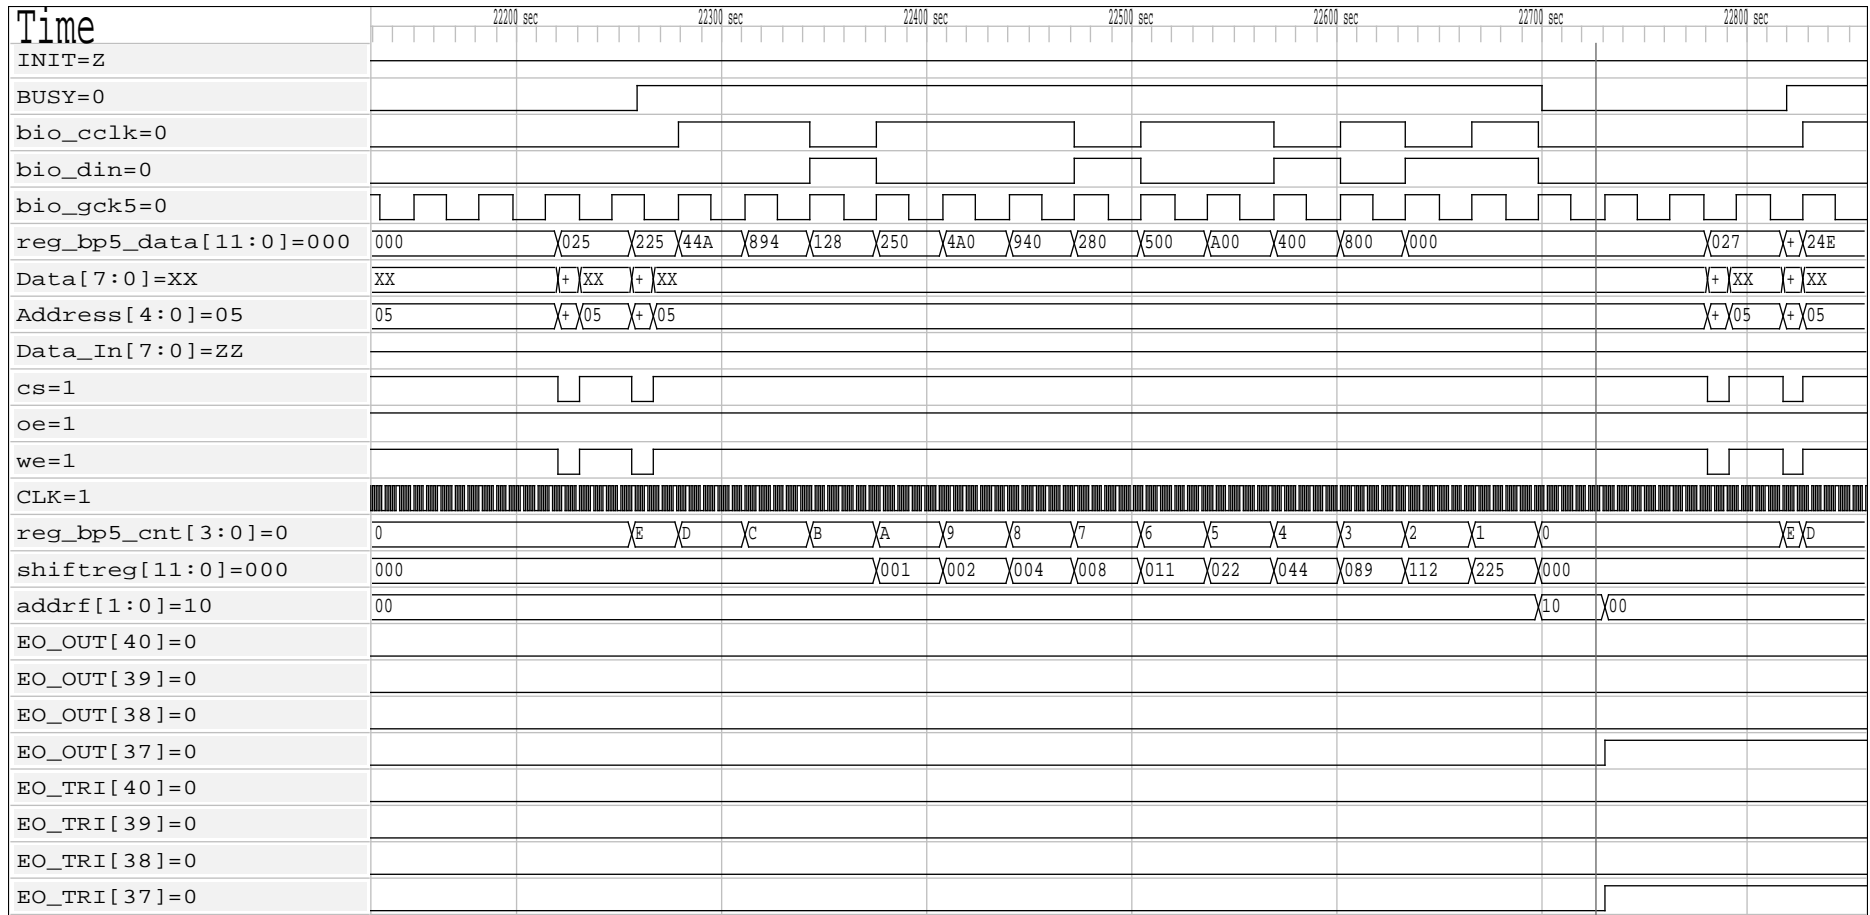 Time 22200 sec 22300 sec 22400 sec 22500 sec 22600 sec 22700 sec 22800 sec
INIT=Z
BUSY=0
bio_cclk=0
bio_din=0
bio_gck5=0
reg_bp5_data[11:0]=000 000 025 225 44A 894 128 250 4A0 940 280 500 A00 400 800 000 027 + 24E
Data[7:0]=XX XX + XX + XX + XX + XX
Address[4:0]=05 05 + 05 + 05 + 05 + 05
Data_In[7:0]=ZZ
cs=1
oe=1
we=1
CLK=1
reg_bp5_cnt[3:0]=0 0 E D C B A 9 8 7 6 5 4 3 2 1 0 E D
shiftreg[11:0]=000 000 001 002 004 008 011 022 044 089 112 225 000
addrf[1:0]=10 00 10 00
EO_OUT[40]=0
EO_OUT[39]=0
EO_OUT[38]=0
EO_OUT[37]=0
EO_TRI[40]=0
EO_TRI[39]=0
EO_TRI[38]=0
EO_TRI[37]=0